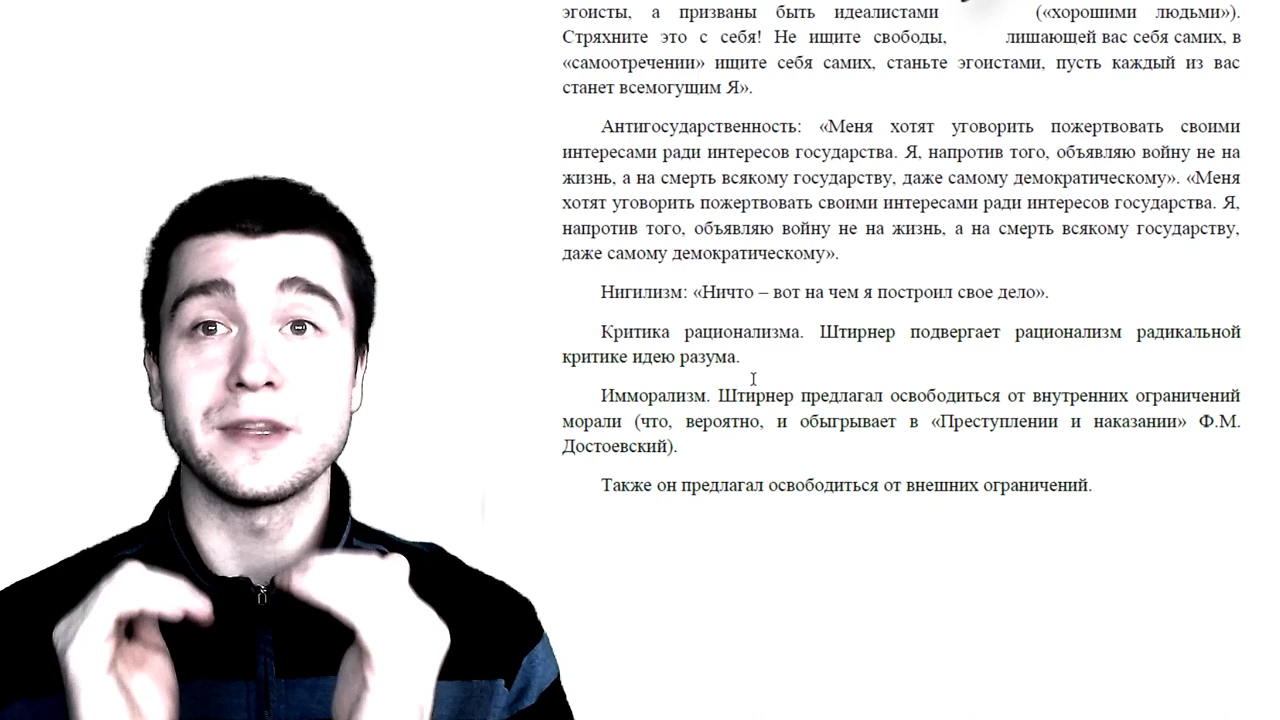 эгоисты, а призваны быть идеалистами («хорошими людьми»).
Стряхните это с себя! Не ищите свободы, лишающей вас себя самих, в
«самоотречении» ищите себя самих, станьте эгоистами, пусть каждый из вас
станет всемогущим Я».
Антигосударственность: «Меня хотят уговорить пожертвовать своими
интересами ради интересов государства. Я, напротив того, объявляю войну не на
жизнь, а на смерть всякому государству, даже самому демократическому». «Меня
хотят уговорить пожертвовать своими интересами ради интересов государства. Я,
напротив того, объявляю войну не на жизнь, а на смерть всякому государству,
даже самому демократическому».
Нигилизм: «Ничто – вот на чем я построил свое дело».
Критика рационализма. Штирнер подвергает рационализм радикальной
критике идею разума.
Имморализм. Штирнер предлагал освободиться от внутренних ограничений
морали (что, вероятно, и обыгрывает в «Преступлении и наказании» Ф.М.
Достоевский).
Также он предлагал освободиться от внешних ограничений.